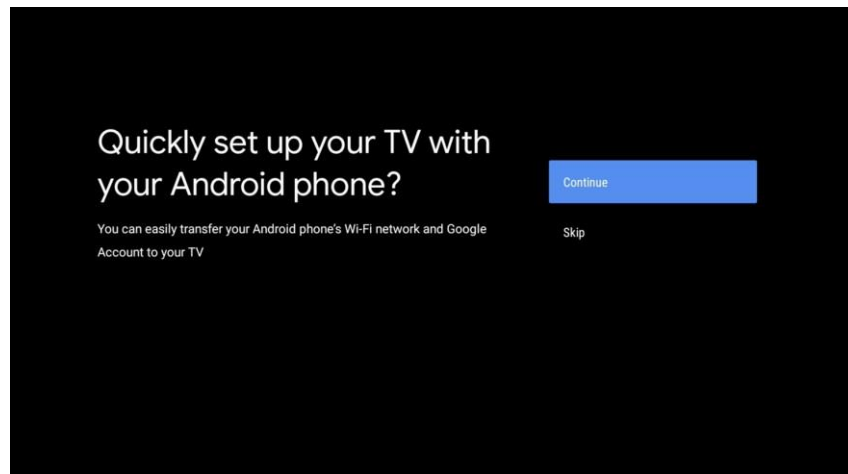 Quickly set up your TV with
your Android phone?
You can easily transfer your Android phone's Wi-Fi network and Google
Account to your TV
Continue
Skip